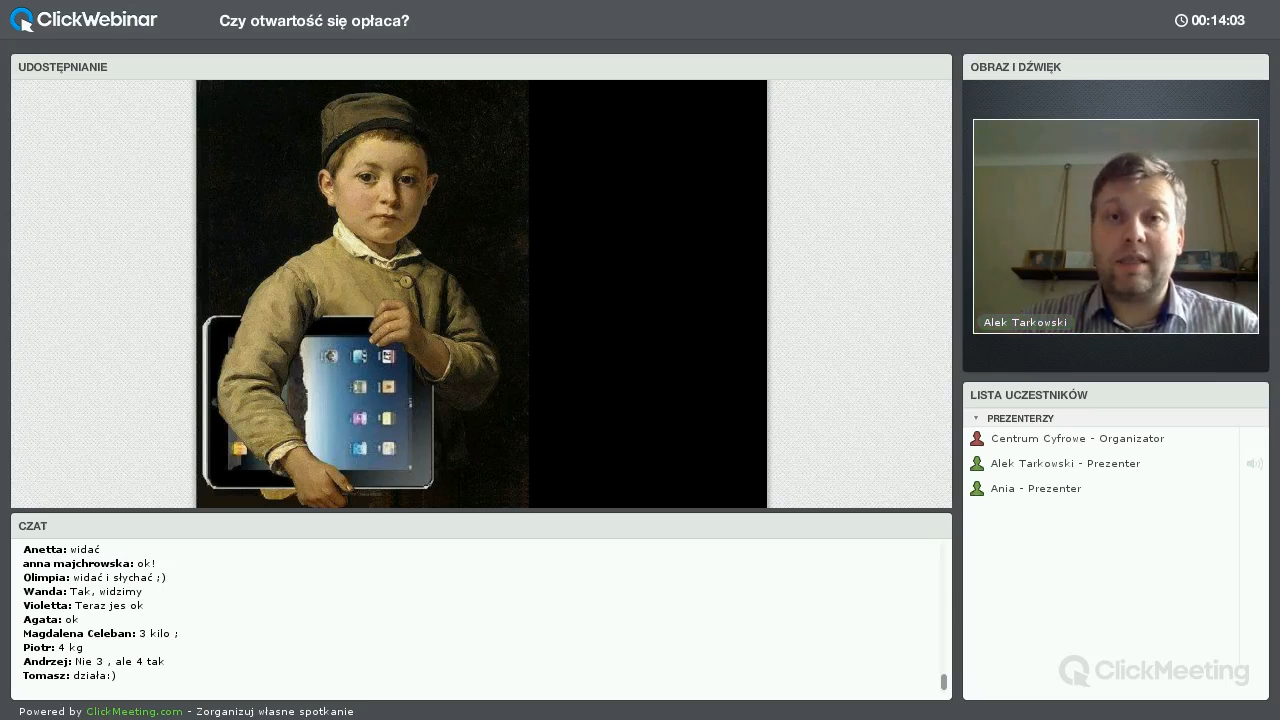 ClickWebinar
Czy otwartość się opłaca?
00:14:03
UDOSTĘPNIANIE
OBRAZ I DŹWIĘK
Alek Tarkowski
LISTA UCZESTNIKÓW
PREZENTERZY
Centrum Cyfrowe - Organizator
Alek Tarkowski - Prezenter
Ania - Prezenter
CZAT
Anetta: widać
anna majchrowska: ok!
Olimpia: widać i słychać ;)
Wanda: Tak, widzimy
Violetta: Teraz jes ok
Agata: ok
Magdalena Celeban: 3 kilo ;
Piotr: 4 kg
Andrzej: Nie 3 , ale 4 tak
Tomasz: działa:)
ClickMeeting
Powered by ClickMeeting.com - Zorganizuj własne spotkanie